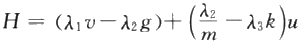 H = (λ₁v − λ₂g) + (λ₂/m − λ₃k)u